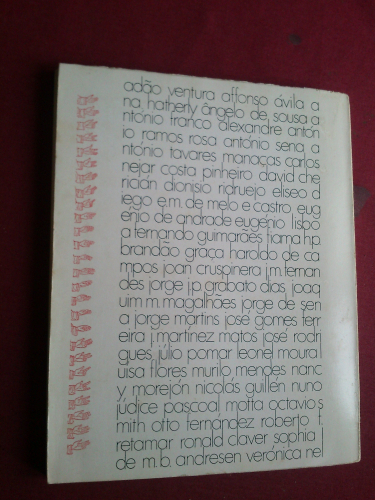 adão ventura affonso ávila a
na hatherly ângelo de sousa a
ntónio franco alexandre antón
io ramos rosa antónio sena a
ntónio tavares manaças carlos
nejar costa pinheiro david che
ricián dionisio ridruejo eliseo d
iego e.m. de melo e castro eug
énio de andrade eugénio lisbo
a fernando guimarães fiama h.p.
brandão graça haroldo de ca
mpos joan cruspinera j.m. fernan
des jorge j.p. grabato dias joaq
uim m. magalhães jorge de sen
a jorge martins josé gomes ferr
eira j. martínez matos josé rodri
gues júlio pomar leonel moura l
uisa flores murilo mendes nanc
y morejón nicolás guillén nuno
júdice pascoal motta octavio s
mith otto fernández roberto f.
retamar ronald claver sophia
de m.b. andresen verónica nel